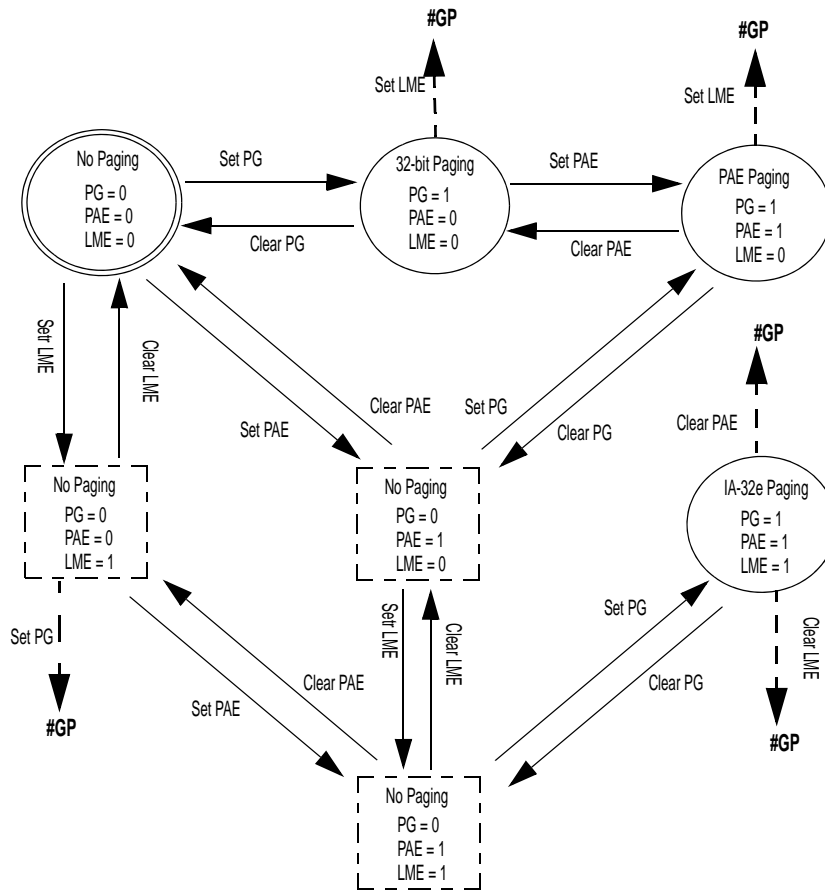 #GP
#GP
Set LME
Set LME
No Paging
PG = 0
PAE = 0
LME = 0
Set PG
Clear PG
32-bit Paging
PG = 1
PAE = 0
LME = 0
Set PAE
Clear PAE
PAE Paging
PG = 1
PAE = 1
LME = 0
Setr LME
Clear LME
Clear PAE
Set PAE
Set PG
Clear PG
#GP
Clear PAE
No Paging
PG = 0
PAE = 0
LME = 1
No Paging
PG = 0
PAE = 1
LME = 0
IA-32e Paging
PG = 1
PAE = 1
LME = 1
Set PG
#GP
Set PAE
Clear PAE
Setr LME
Clear LME
Set PG
Clear PG
Clear LME
#GP
No Paging
PG = 0
PAE = 1
LME = 1